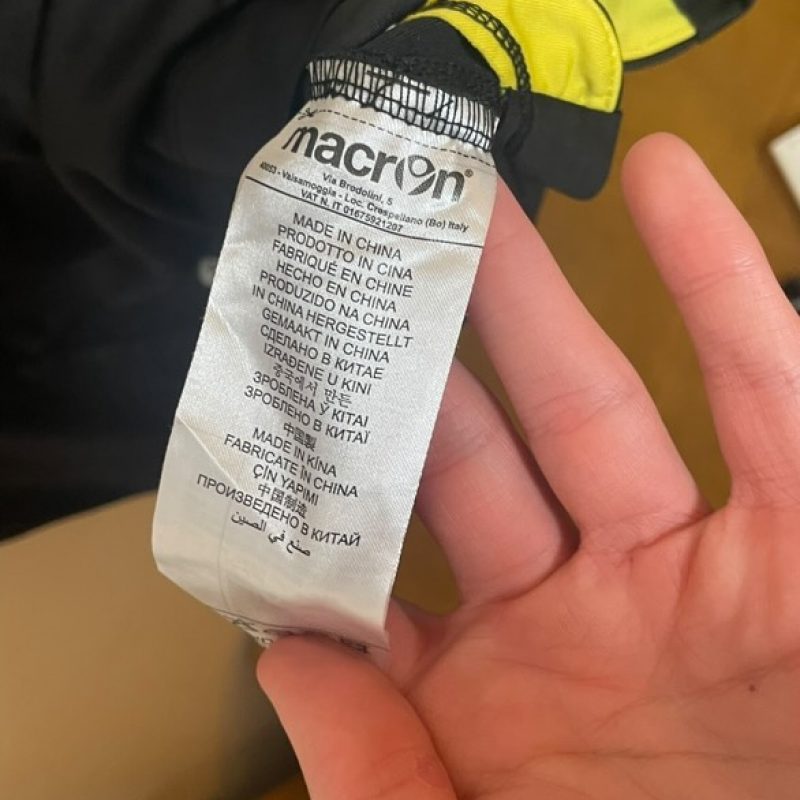 macron®
Via Brodolini, 5
40053 - Valsamoggia - Loc. Crespellano (Bo) Italy
VAT N. IT 01675921207
MADE IN CHINA
PRODOTTO IN CINA
FABRIQUÉ EN CHINE
HECHO EN CHINA
PRODUZIDO NA CHINA
IN CHINA HERGESTELLT
GEMAAKT IN CHINA
СДЕЛАНО В КИТАЕ
IZRAĐENE U KINI
중국에서 만든
ЗРОБЛЕНА Ў КІТАІ
ЗРОБЛЕНО В КИТАЇ
中国製
MADE IN KINA
FABRICATE IN CHINA
ÇİN YAPIMI
中国制造
ПРОИЗВЕДЕНО В КИТАЙ
صنع في الصين